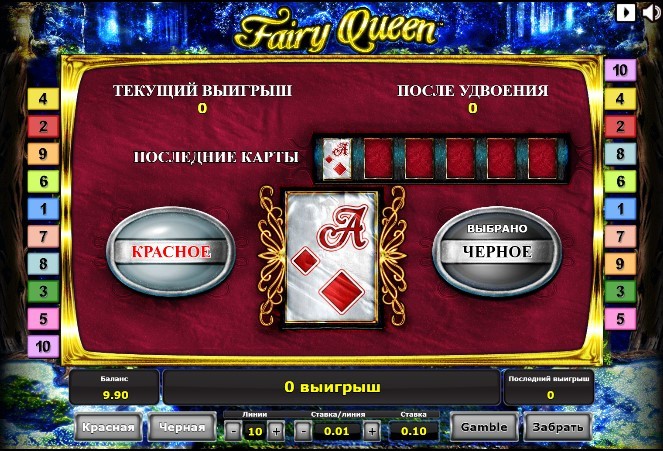 Fairy Queen™
10
ТЕКУЩИЙ ВЫИГРЫШ
0
ПОСЛЕ УДВОЕНИЯ
0
4
2
9
6
1
7
8
3
5
10
4
2
8
6
1
7
9
3
5
ПОСЛЕДНИЕ КАРТЫ
A
КРАСНОЕ
A
ВЫБРАНО
ЧЕРНОЕ
Баланс
9.90
0 выигрыш
Последний выигрыш
0
Красная
Черная
Линии
- 10 +
Ставка/линия
- 0.01 +
Ставка
0.10
Gamble
Забрать